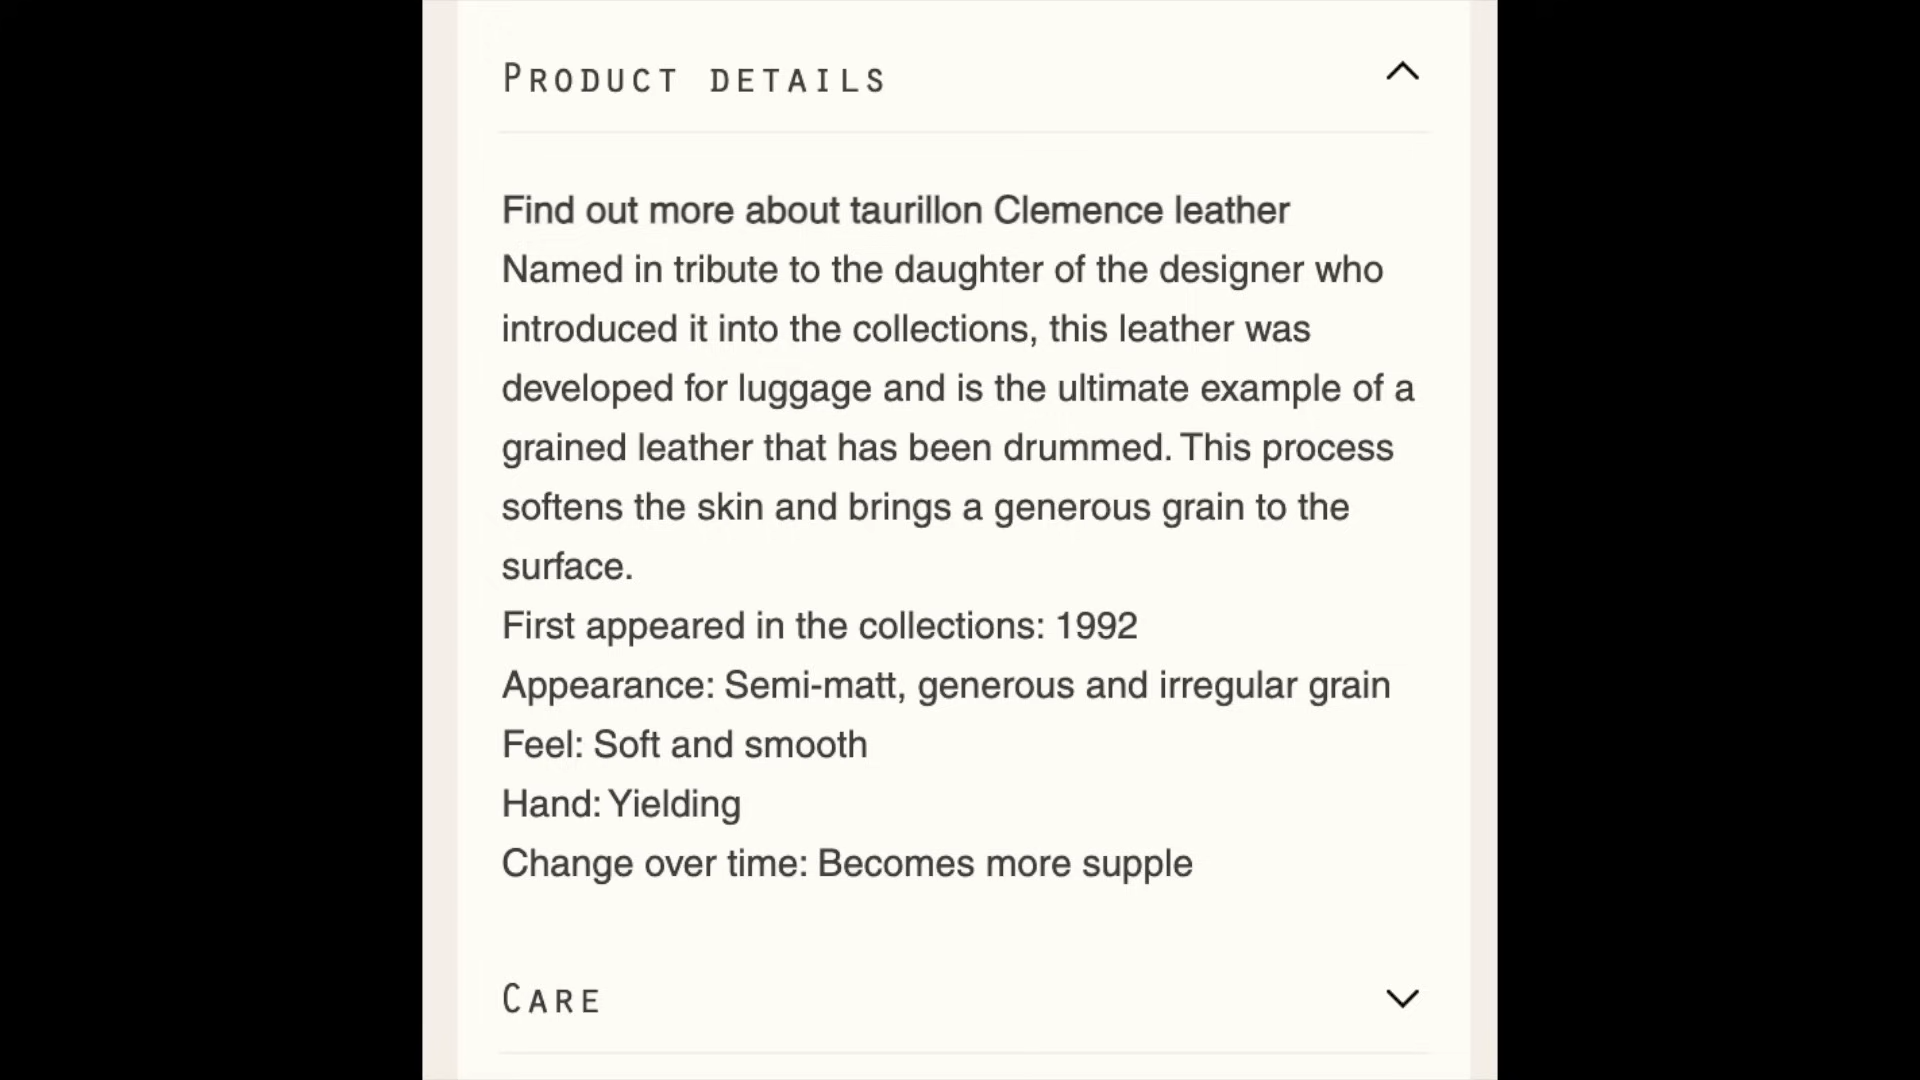 Product details
Find out more about taurillon Clemence leather
Named in tribute to the daughter of the designer who
introduced it into the collections, this leather was
developed for luggage and is the ultimate example of a
grained leather that has been drummed. This process
softens the skin and brings a generous grain to the
surface.
First appeared in the collections: 1992
Appearance: Semi-matt, generous and irregular grain
Feel: Soft and smooth
Hand: Yielding
Change over time: Becomes more supple
Care